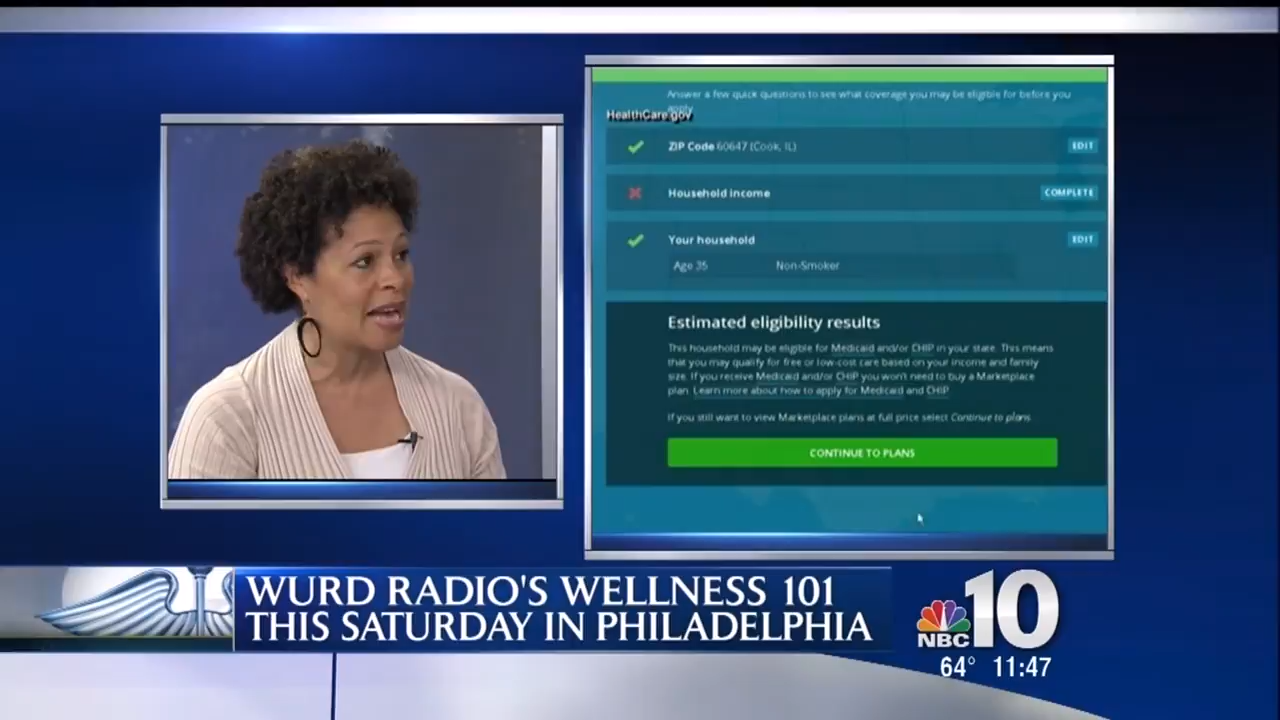 Answer a few quick questions to see what coverage you may be eligible for before you
apply
HealthCare.gov
ZIP Code 60647 (Cook, IL)
EDIT
Household income
COMPLETE
Your household
EDIT
Age 35 Non-Smoker
Estimated eligibility results
This household may be eligible for Medicaid and/or CHIP in your state. This means
that you may qualify for free or low-cost care based on your income and family
size. If you receive Medicaid and/or CHIP you won't need to buy a Marketplace
plan. Learn more about how to apply for Medicaid and CHIP
If you still want to view Marketplace plans at full price select Continue to plans.
CONTINUE TO PLANS
WURD RADIO'S WELLNESS 101
THIS SATURDAY IN PHILADELPHIA
NBC 10
64° 11:47